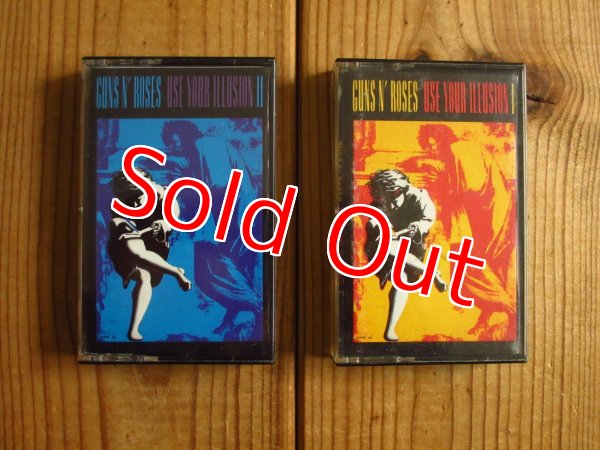 GUNS N' ROSES USE YOUR ILLUSION II
GUNS N' ROSES USE YOUR ILLUSION I
Sold Out